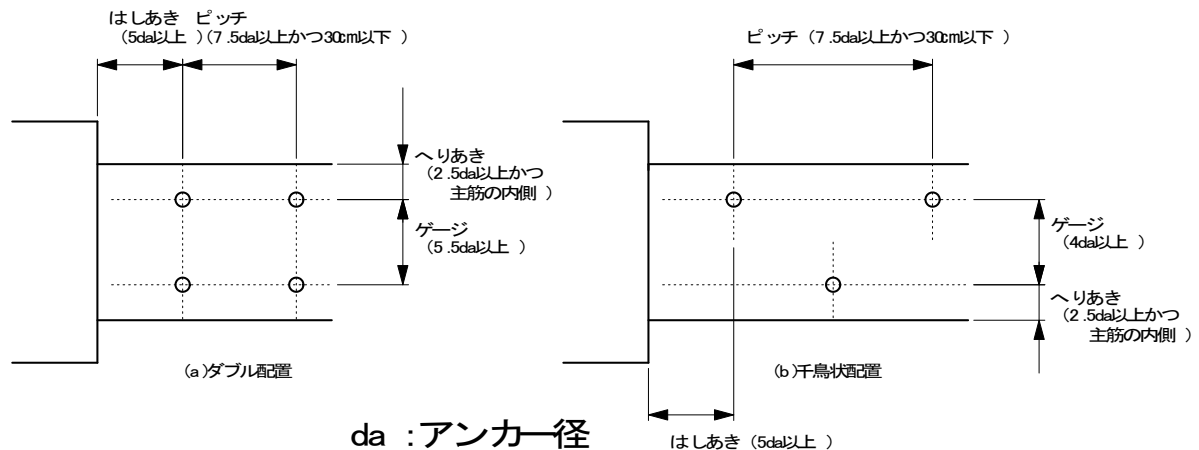 はしあき ピッチ
(5da以上 )(7.5da以上かつ30cm以下 )
へりあき
(2.5da以上かつ
主筋の内側 )
ゲージ
(5.5da以上 )
(a)ダブル配置
ピッチ (7.5da以上かつ30cm以下 )
ゲージ
(4da以上 )
へりあき
(2.5da以上かつ
主筋の内側 )
(b)千鳥状配置
はしあき (5da以上 )
da :アンカー径